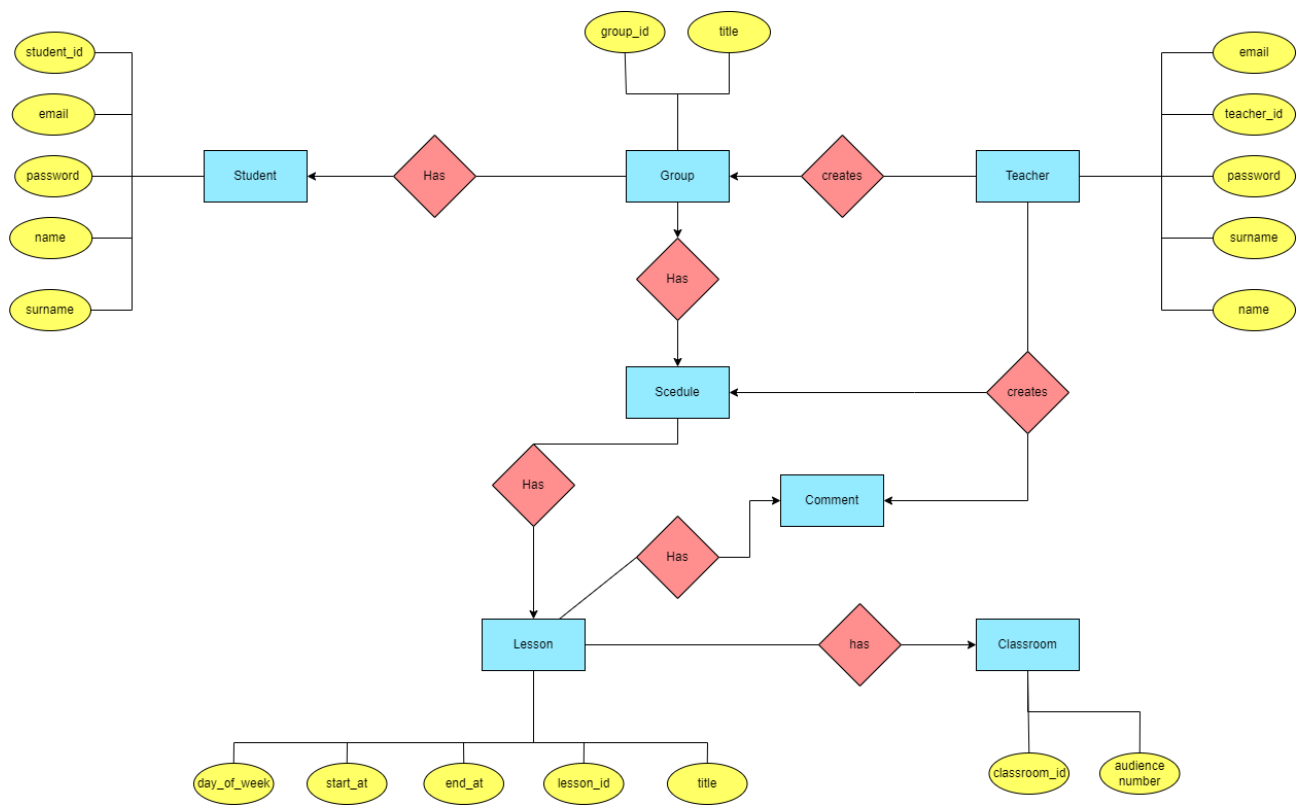 group_id
title
student_id
email
email
teacher_id
password
password
name
surname
surname
name
Student
Has
Group
creates
Teacher
Has
Scedule
creates
Has
Comment
Has
Lesson
has
Classroom
day_of_week
start_at
end_at
lesson_id
title
classroom_id
audience
number